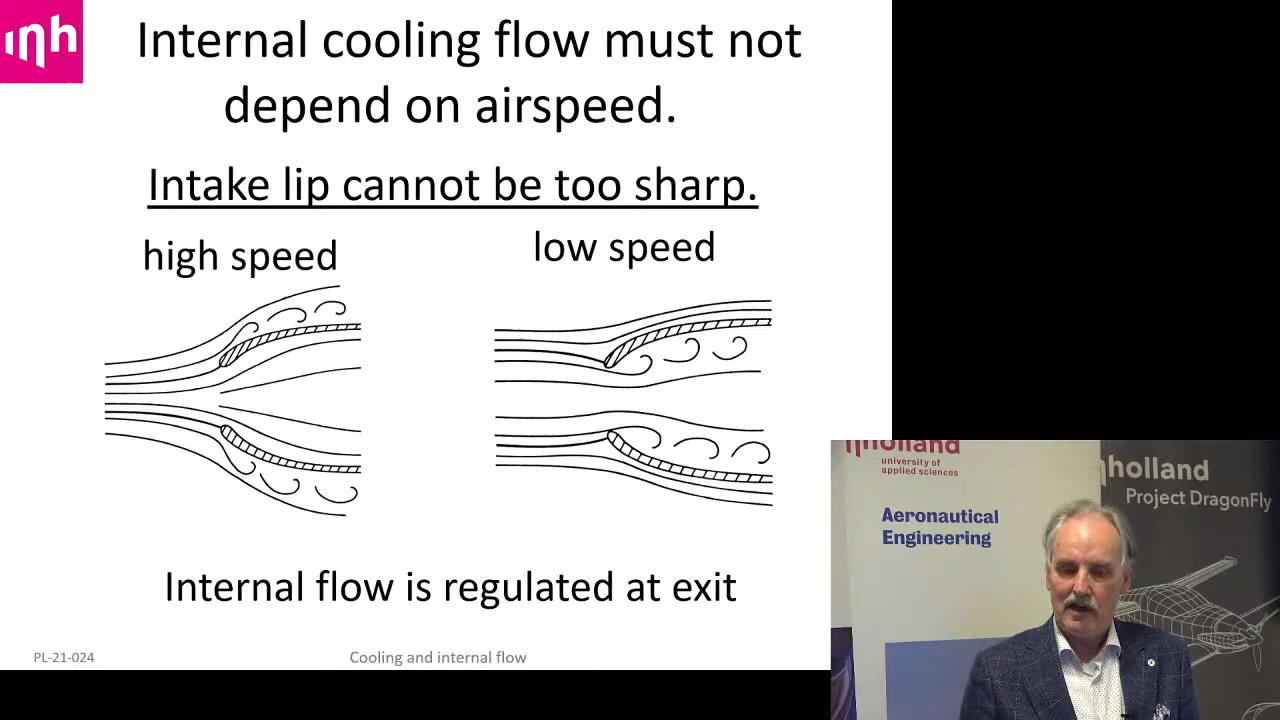 inh
Internal cooling flow must not
depend on airspeed.
Intake lip cannot be too sharp.
high speed
low speed
Internal flow is regulated at exit
PL-21-024
Cooling and internal flow
inholland
university of
applied sciences
Aeronautical
Engineering
inholland
Project DragonFly